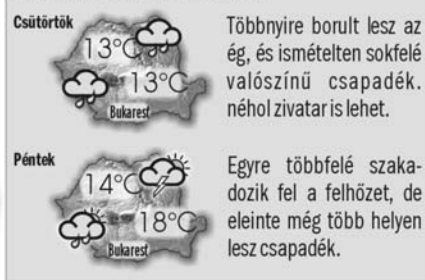 Csütörtök
13°C
13°C
Bukarest
Többnyire borult lesz az
ég, és ismételten sokfelé
valószínű csapadék.
néhol zivatar is lehet.
Péntek
14°C
18°C
Bukarest
Egyre többfelé szaka-
dozik fel a felhőzet, de
eleinte még több helyen
lesz csapadék.